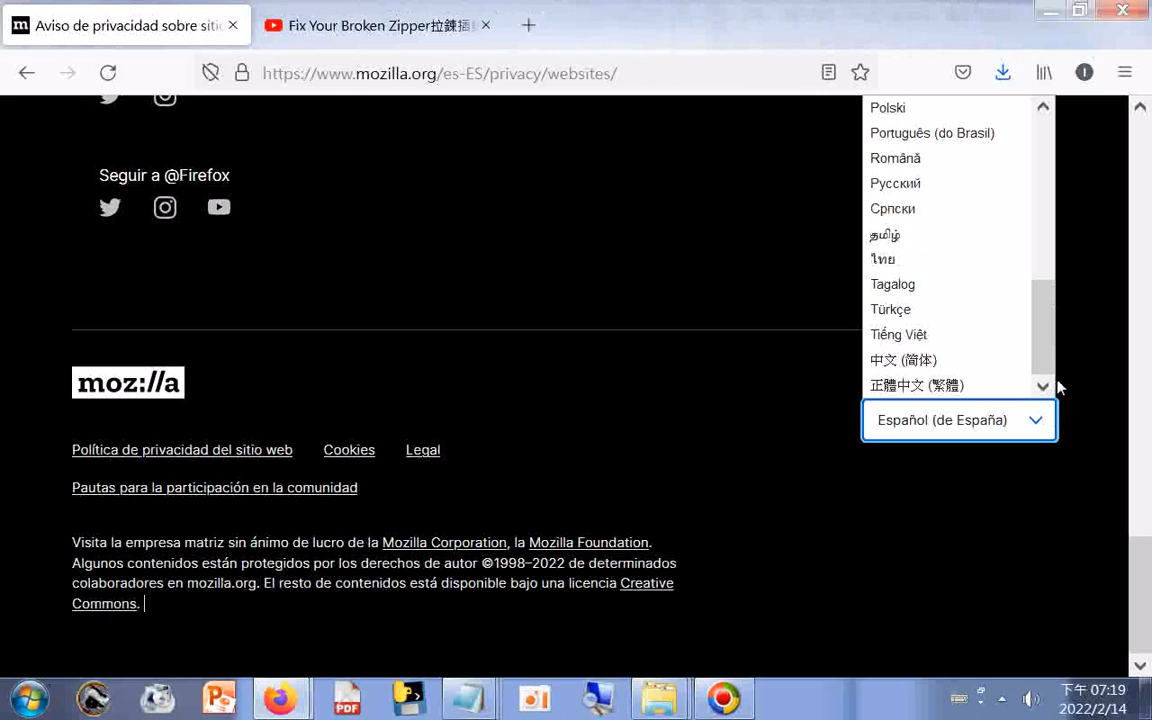 Aviso de privacidad sobre siti
Fix Your Broken Zipper拉鍊插
https://www.mozilla.org/es-ES/privacy/websites/
Seguir a @Firefox
Polski
Português (do Brasil)
Română
Русский
Српски
தமிழ்
ไทย
Tagalog
Türkçe
Tiếng Việt
中文 (简体)
正體中文 (繁體)
Español (de España)
moz://a
Política de privacidad del sitio web Cookies Legal
Pautas para la participación en la comunidad
Visita la empresa matriz sin ánimo de lucro de la Mozilla Corporation, la Mozilla Foundation.
Algunos contenidos están protegidos por los derechos de autor ©1998–2022 de determinados
colaboradores en mozilla.org. El resto de contenidos está disponible bajo una licencia Creative
Commons.
PDF
下午 07:19
2022/2/14